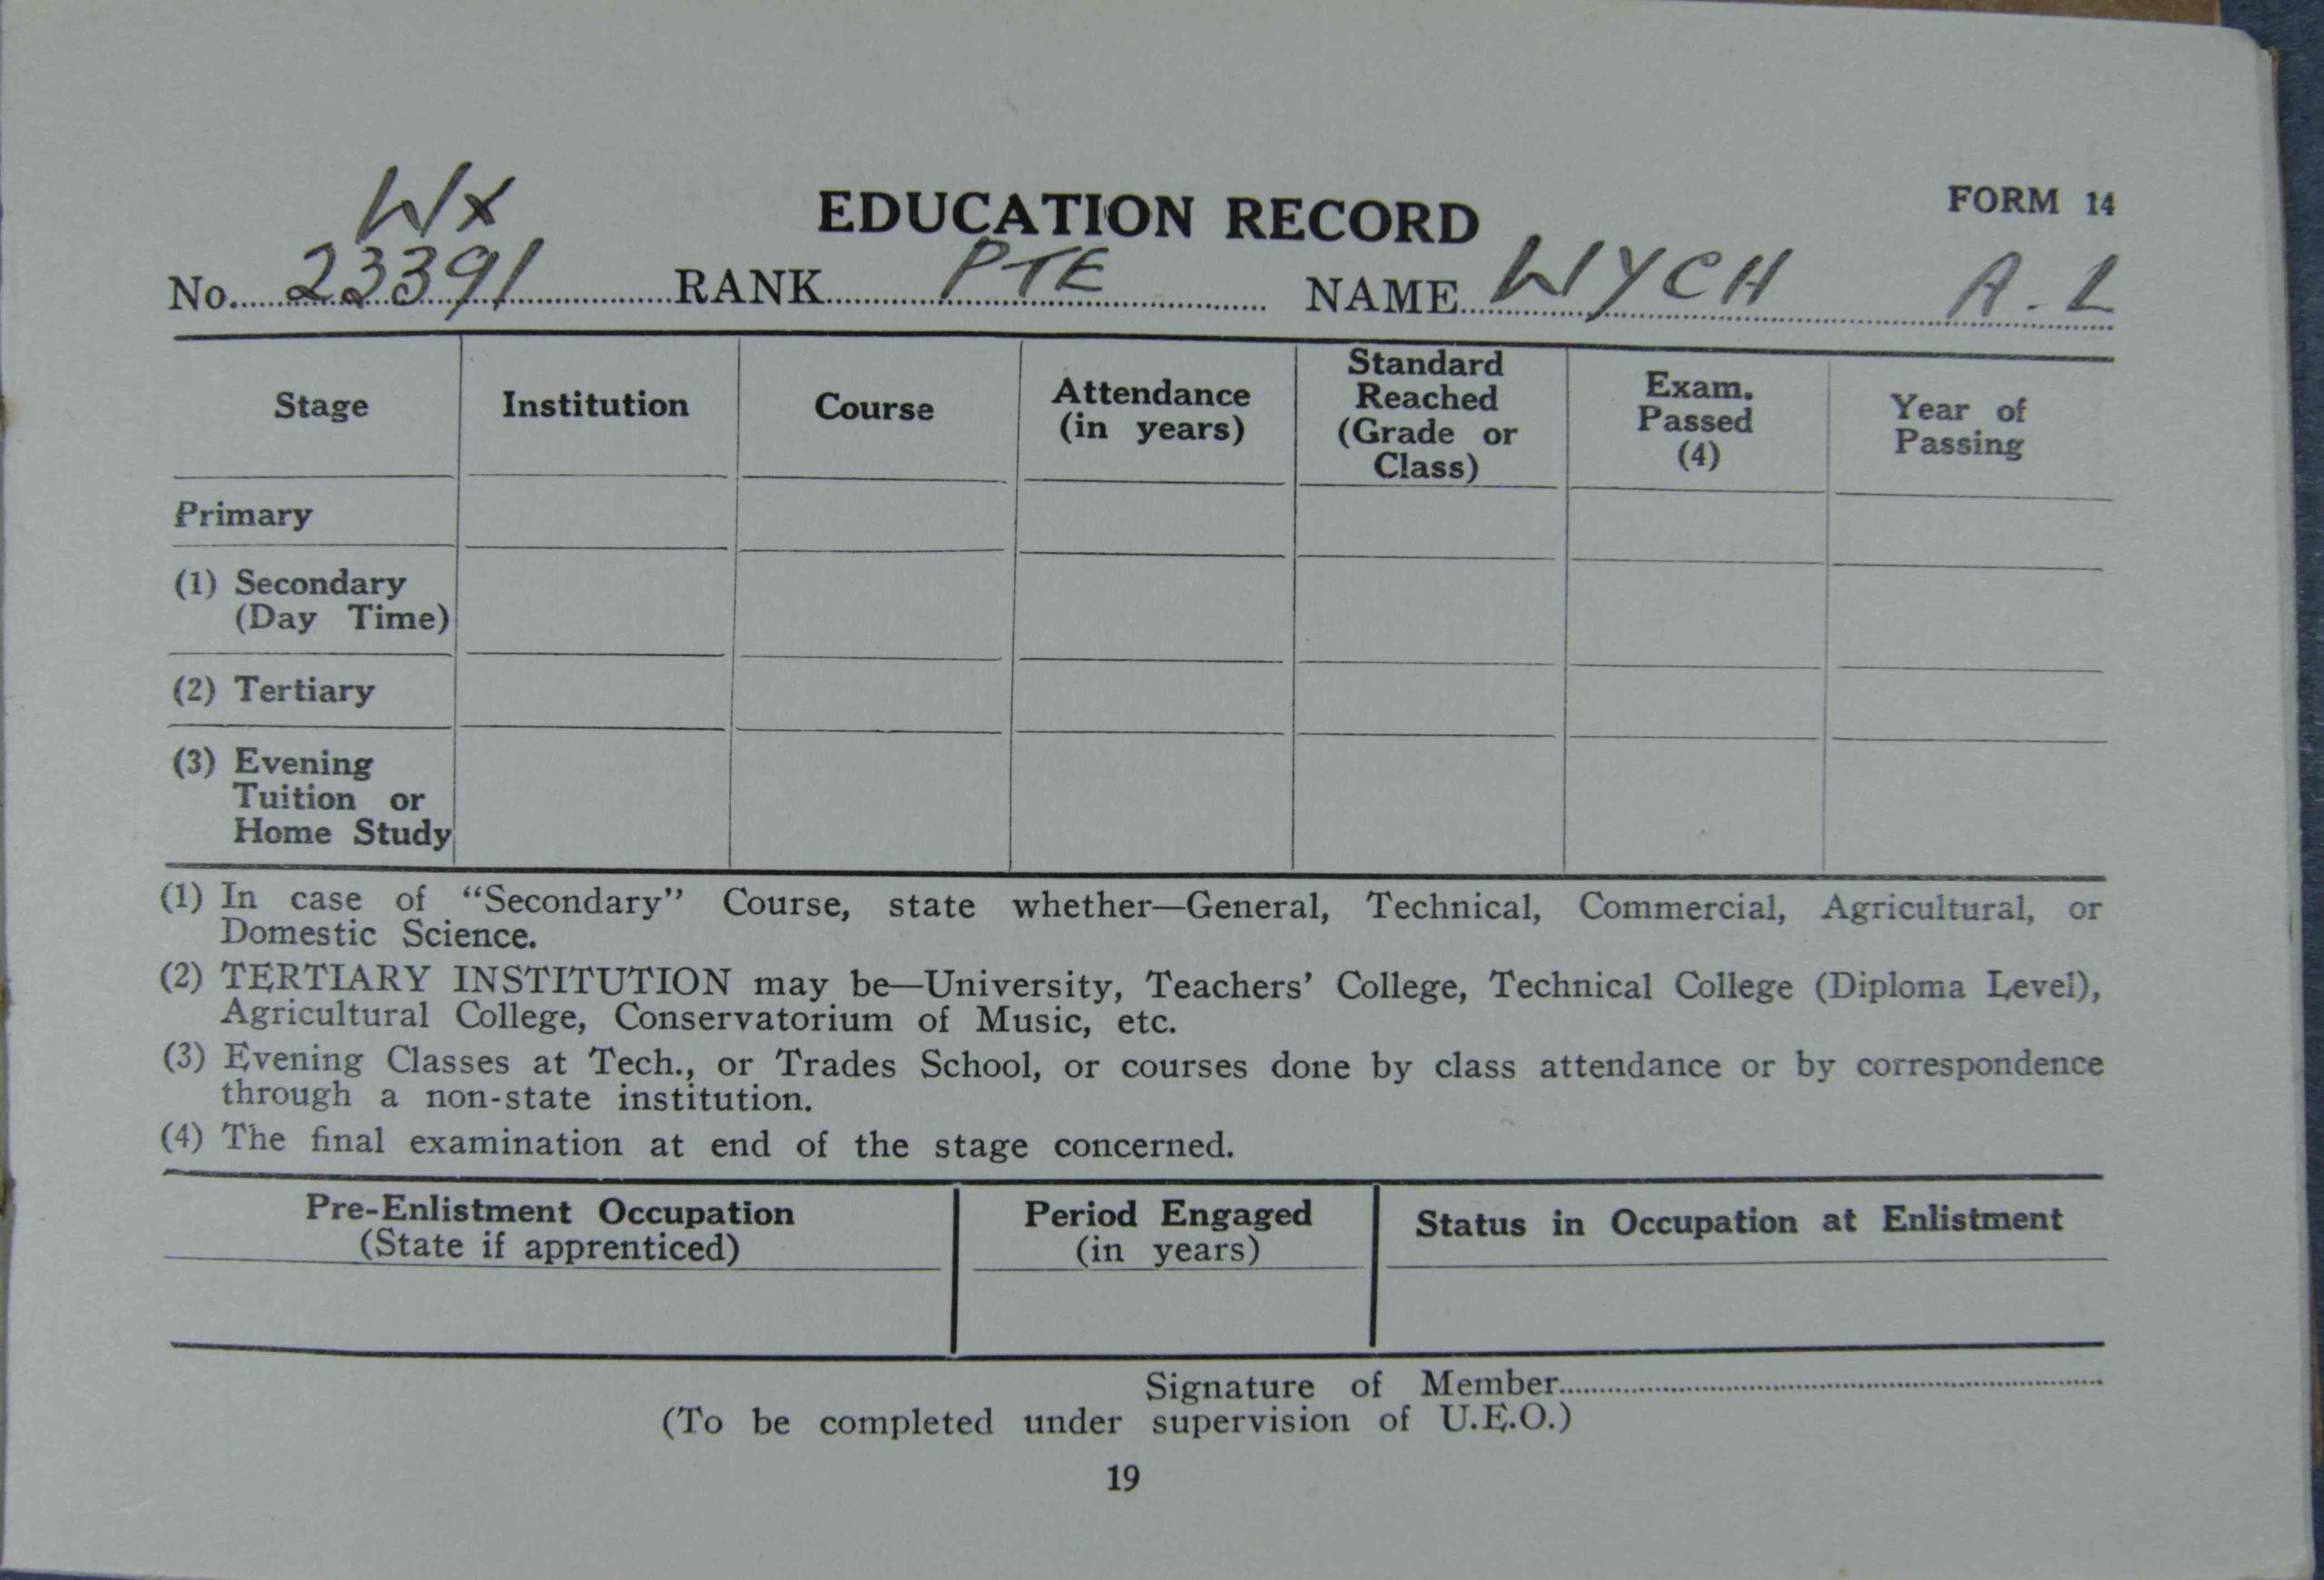 WX
EDUCATION RECORD
FORM 14
No. 23391 RANK PTE NAME WYCH A.L
Stage Institution Course Attendance (in years) Standard Reached (Grade or Class) Exam. Passed (4) Year of Passing
Primary
(1) Secondary
(Day Time)
(2) Tertiary
(3) Evening
Tuition or
Home Study
(1) In case of “Secondary” Course, state whether—General, Technical, Commercial, Agricultural, or
Domestic Science.
(2) TERTIARY INSTITUTION may be—University, Teachers’ College, Technical College (Diploma Level),
Agricultural College, Conservatorium of Music, etc.
(3) Evening Classes at Tech., or Trades School, or courses done by class attendance or by correspondence
through a non-state institution.
(4) The final examination at end of the stage concerned.
Pre-Enlistment Occupation
(State if apprenticed)
Period Engaged
(in years)
Status in Occupation at Enlistment
Signature of Member
(To be completed under supervision of U.E.O.)
19